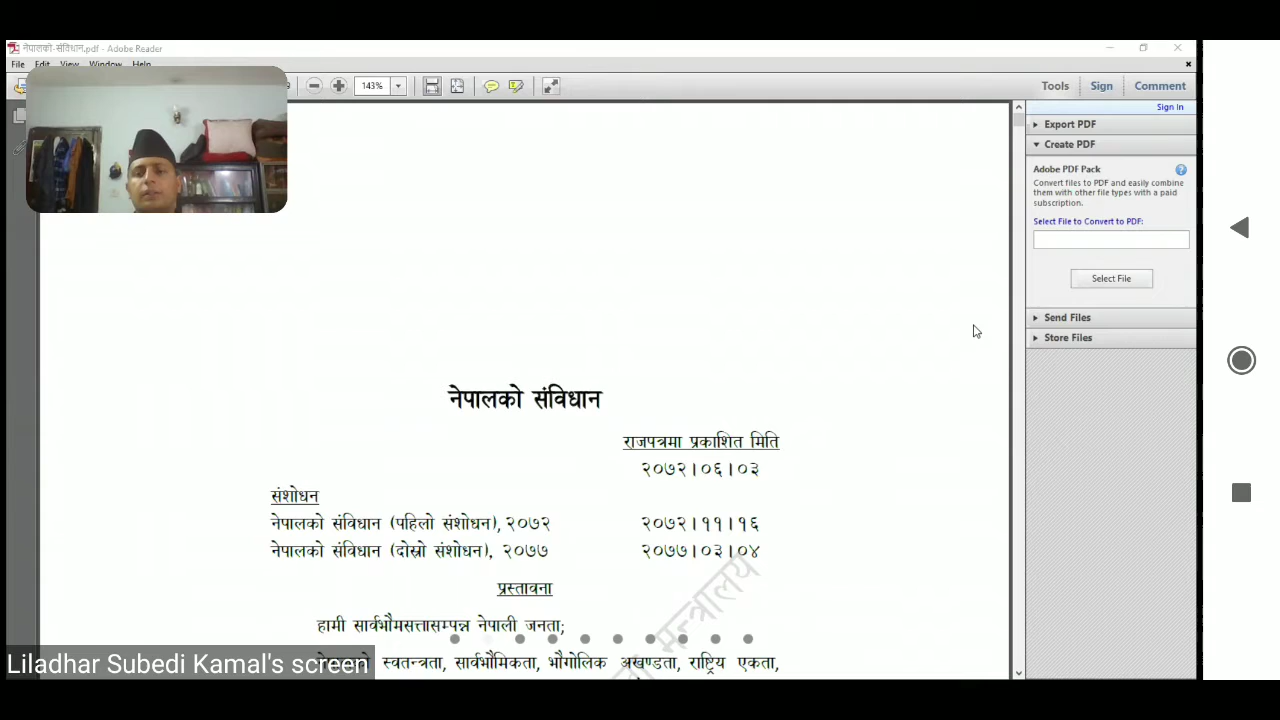 नेपालको-संविधान.pdf - Adobe Reader
File Edit View Window Help
143%
Tools Sign Comment
Sign In
Export PDF
Create PDF
Adobe PDF Pack
Convert files to PDF and easily combine
them with other file types with a paid
subscription.
Select File to Convert to PDF:
Select File
Send Files
Store Files
नेपालको संविधान
राजपत्रमा प्रकाशित मिति
२०७२।०६।०३
संशोधन
नेपालको संविधान (पहिलो संशोधन), २०७२ २०७२।११।१६
नेपालको संविधान (दोस्रो संशोधन), २०७७ २०७७।०३।०४
प्रस्तावना
हामी सार्वभौमसत्तासम्पन्न नेपाली जनता;
स्वतन्त्रता, सार्वभौमिकता, भौगोलिक अखण्डता, राष्ट्रिय एकता,
मन्त्रालय
Liladhar Subedi Kamal's screen